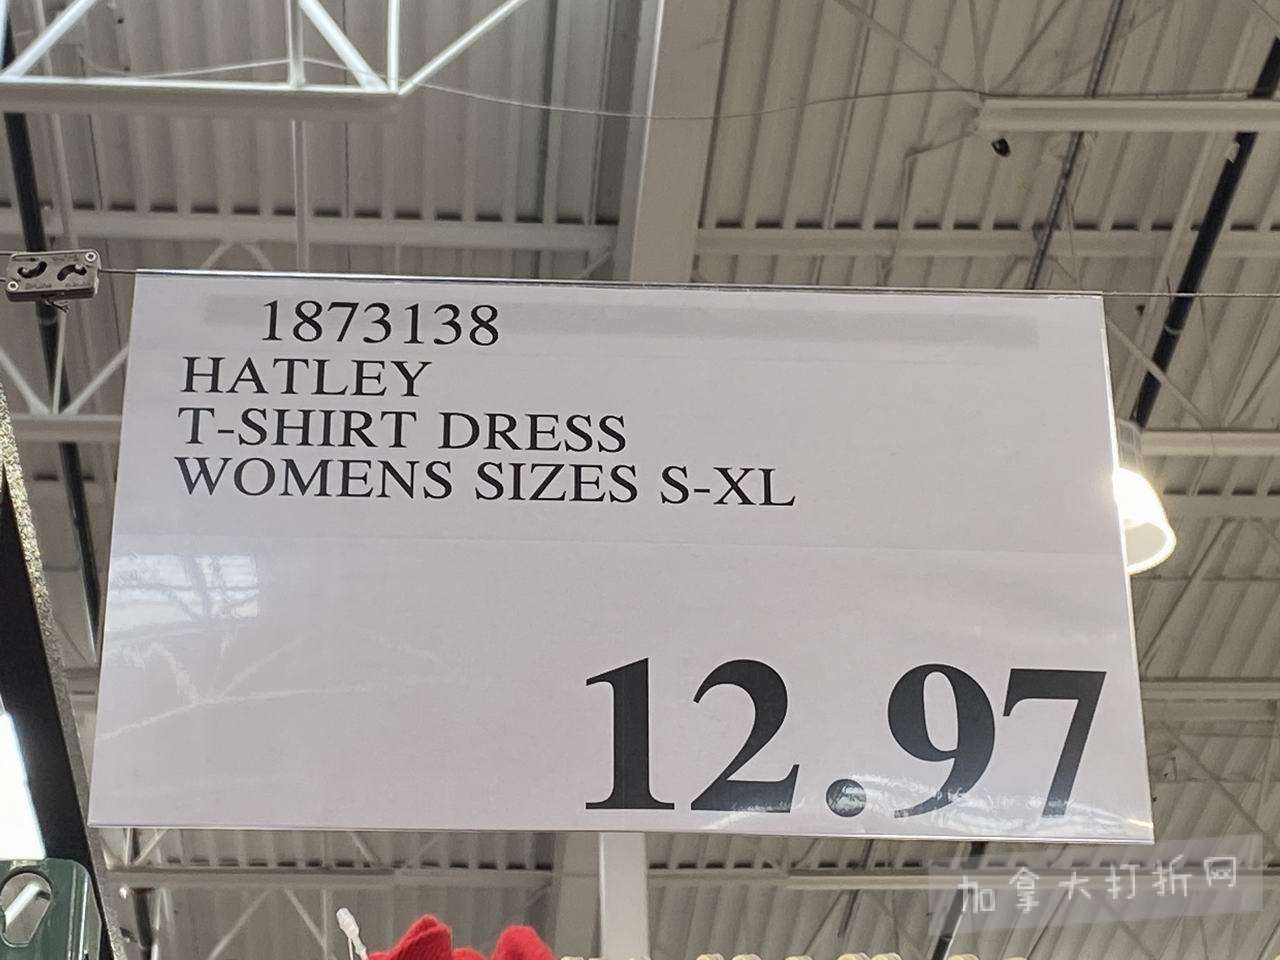 1873138
HATLEY
T-SHIRT DRESS
WOMENS SIZES S-XL
12.97
加拿大打折网